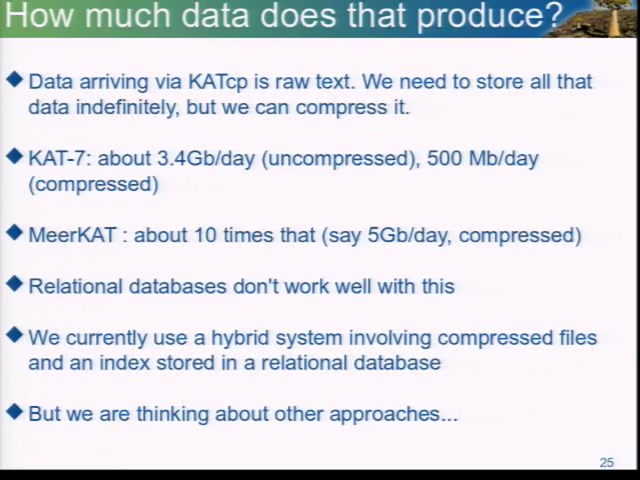 How much data does that produce?
Data arriving via KATcp is raw text. We need to store all that
data indefinitely, but we can compress it.
KAT-7: about 3.4Gb/day (uncompressed), 500 Mb/day
(compressed)
MeerKAT : about 10 times that (say 5Gb/day, compressed)
Relational databases don't work well with this
We currently use a hybrid system involving compressed files
and an index stored in a relational database
But we are thinking about other approaches...
25